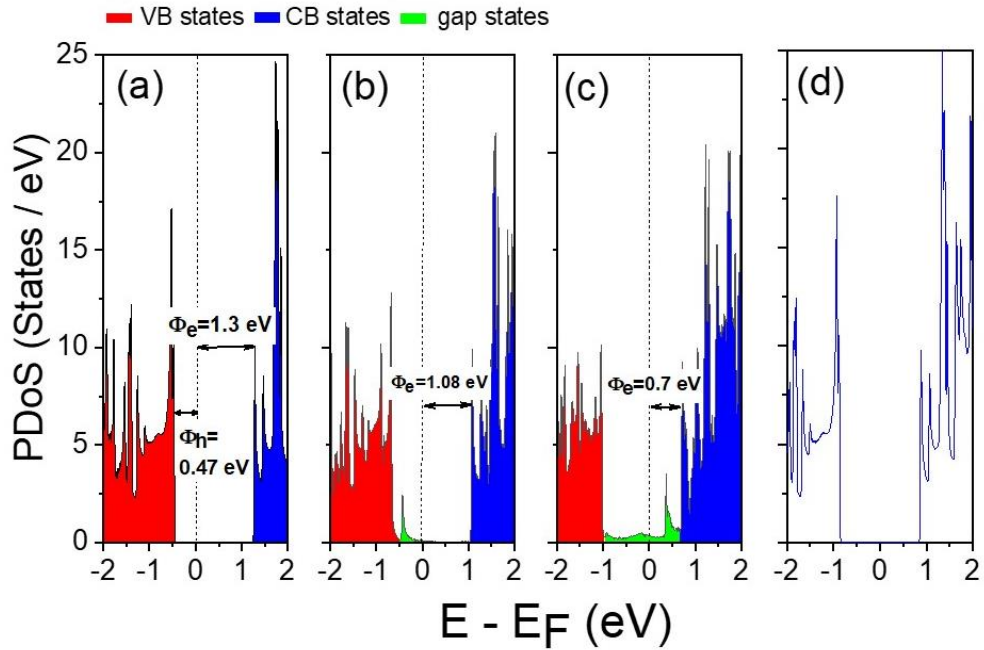 VB states CB states gap states
(a) (b) (c) (d)
PDoS (States / eV)
25
20
15
10
5
0
Φe=1.3 eV
Φh=
0.47 eV
Φe=1.08 eV
Φe=0.7 eV
-2 -1 0 1 2 -2 -1 0 1 2 -2 -1 0 1 2 -2 -1 0 1 2
E - EF (eV)